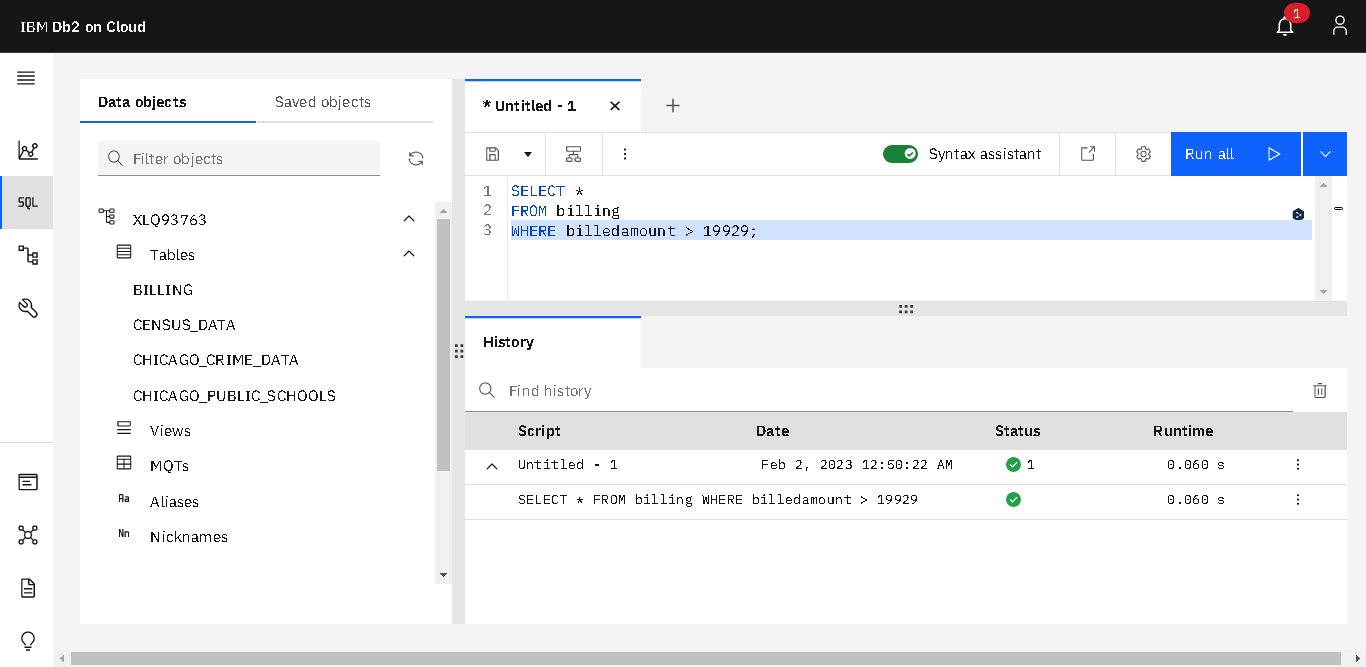 IBM Db2 on Cloud
1
Data objects
Saved objects
Filter objects
SQL
XLQ93763
Tables
BILLING
CENSUS_DATA
CHICAGO_CRIME_DATA
CHICAGO_PUBLIC_SCHOOLS
Views
MQTs
Aa Aliases
Nn Nicknames
* Untitled - 1
Syntax assistant
Run all
1 SELECT *
2 FROM billing
3 WHERE billedamount > 19929;
History
Find history
Script Date Status Runtime
Untitled - 1 Feb 2, 2023 12:50:22 AM 1 0.060 s
SELECT * FROM billing WHERE billedamount > 19929 0.060 s